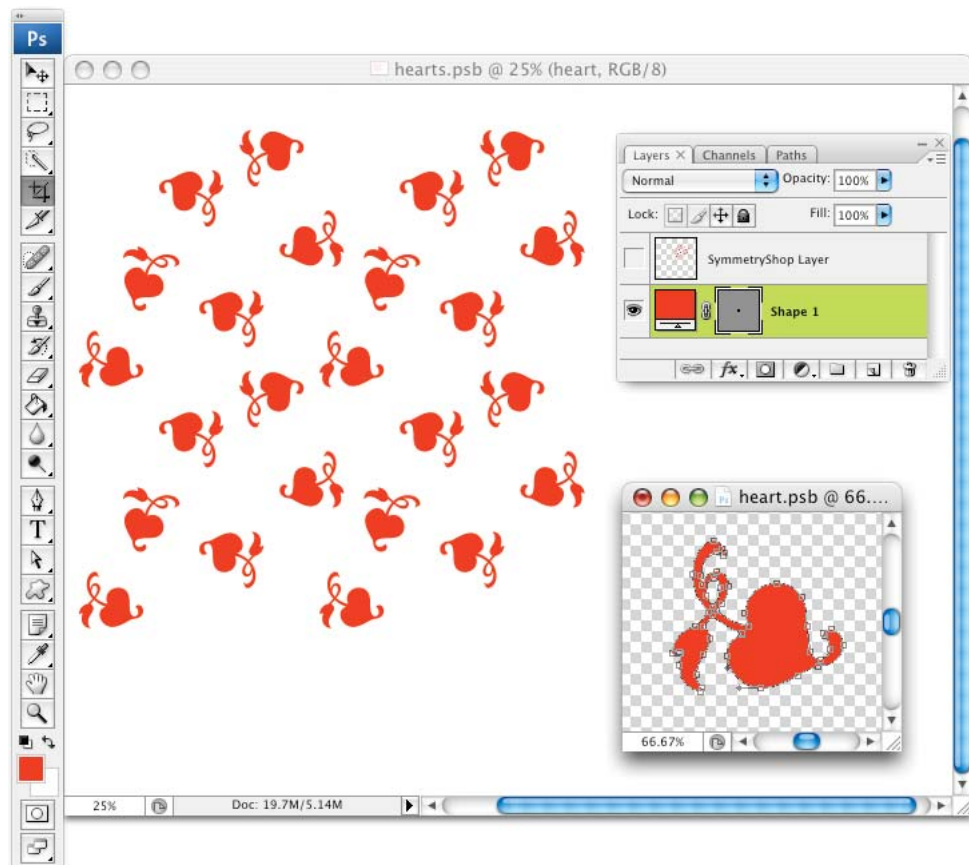 Ps
hearts.psb @ 25% (heart, RGB/8)
Layers × Channels Paths
Normal Opacity: 100%
Lock: Fill: 100%
SymmetryShop Layer
Shape 1
fx.
heart.psb @ 66....
66.67%
T
25% Doc: 19.7M/5.14M